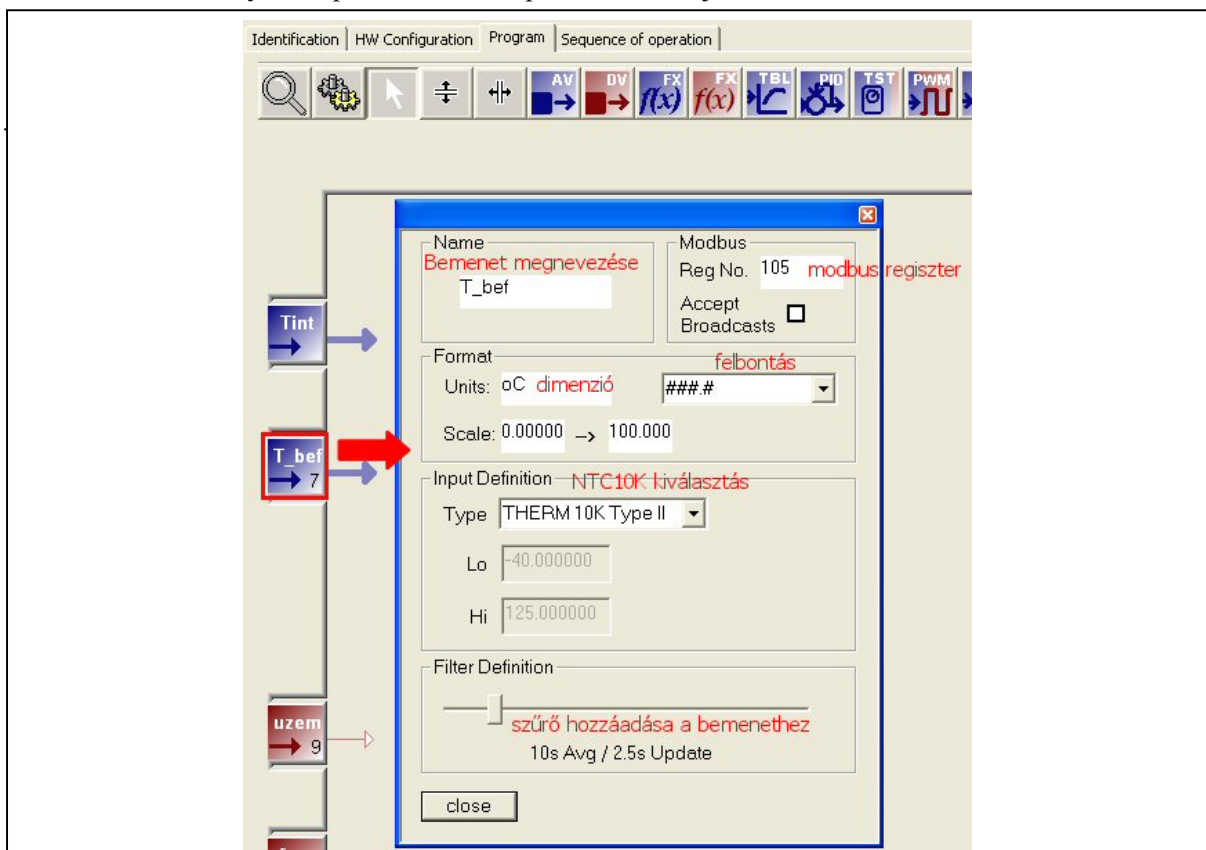 Identification HW Configuration Program Sequence of operation
AV DV FX FX TBL PID TST PWM
f(x) f(x)
Name
Bemenet megnevezése
T_bef
Modbus
Reg No. 105 modbus regiszter
Accept
Broadcasts
Tint
Format
felbontás
Units: oC dimenzió ###.#
Scale: 0.00000 --> 100.000
T_bef
7
Input Definition NTC10K kiválasztás
Type THERM 10K Type II
Lo -40.000000
Hi 125.000000
Filter Definition
szűrő hozzáadása a bemenethez
10s Avg / 2.5s Update
uzem
9
close